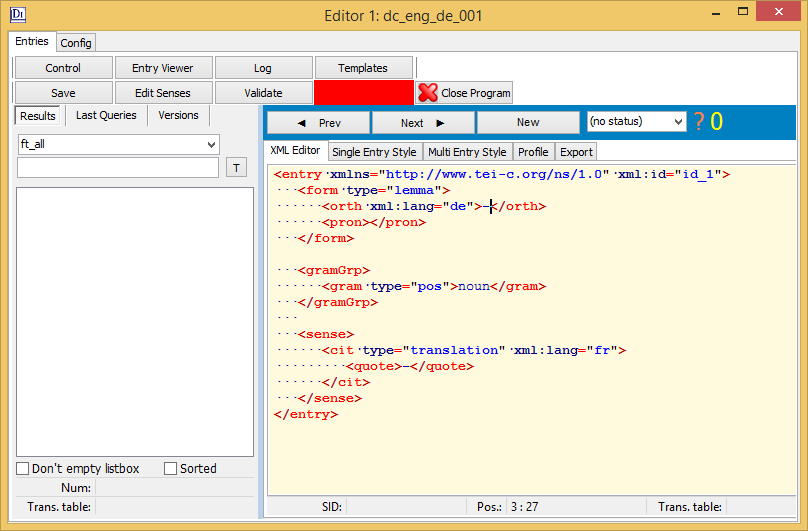 Editor 1: dc_eng_de_001
Entries Config
Control Entry Viewer Log Templates
Save Edit Senses Validate Close Program
Results Last Queries Versions
Prev Next New (no status) ? 0
ft_all
T
XML Editor Single Entry Style Multi Entry Style Profile Export
<entry·xmlns="http://www.tei-c.org/ns/1.0"·xml:id="id_1">
···<form·type="lemma">
······<orth·xml:lang="de">-</orth>
······<pron></pron>
···</form>
···<gramGrp>
······<gram·type="pos">noun</gram>
···</gramGrp>
···
···<sense>
······<cit·type="translation"·xml:lang="fr">
·········<quote>-</quote>
······</cit>
···</sense>
</entry>
Don't empty listbox Sorted
Num:
Trans. table:
SID: Pos.: 3 : 27 Trans. table: